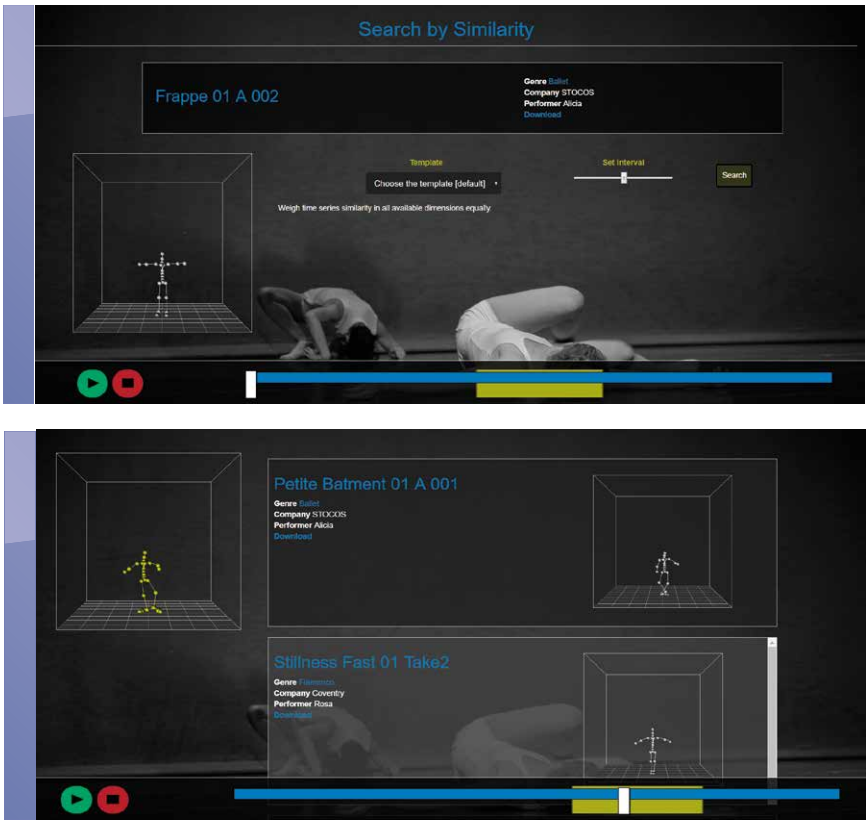 Search by Similarity
Frappe 01 A 002
Genre Ballet
Company STOCOS
Performer Alicia
Download
Template
Set Interval
Choose the template [default]
Search
Weigh time series similarity in all available dimensions equally
Petite Batment 01 A 001
Genre Ballet
Company STOCOS
Performer Alicia
Download
Stillness Fast 01 Take2
Genre Flamenco
Company Coventry
Performer Rosa
Download